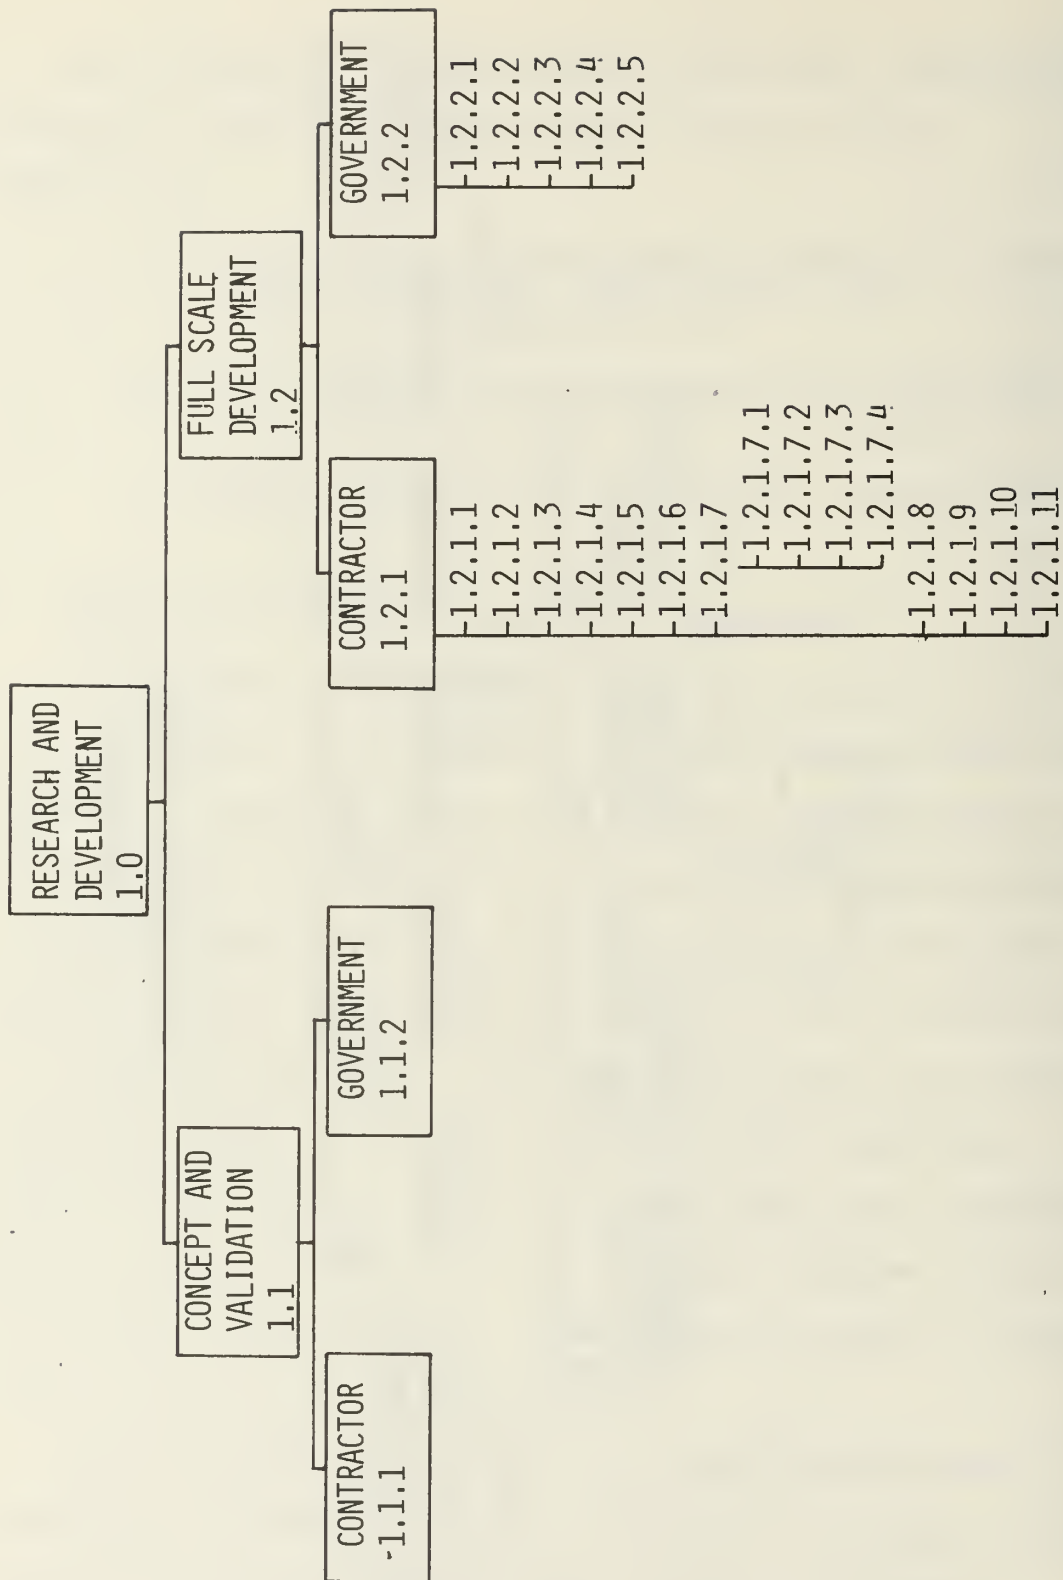 RESEARCH AND
DEVELOPMENT
1.0
CONCEPT AND
VALIDATION
1.1
FULL SCALE
DEVELOPMENT
1.2
CONTRACTOR
1.1.1
GOVERNMENT
1.1.2
CONTRACTOR
1.2.1
GOVERNMENT
1.2.2
1.2.1.1
1.2.1.2
1.2.1.3
1.2.1.4
1.2.1.5
1.2.1.6
1.2.1.7
1.2.1.7.1
1.2.1.7.2
1.2.1.7.3
1.2.1.7.4
1.2.1.8
1.2.1.9
1.2.1.10
1.2.1.11
1.2.2.1
1.2.2.2
1.2.2.3
1.2.2.4
1.2.2.5